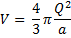 V = 4/3 π Q²/a